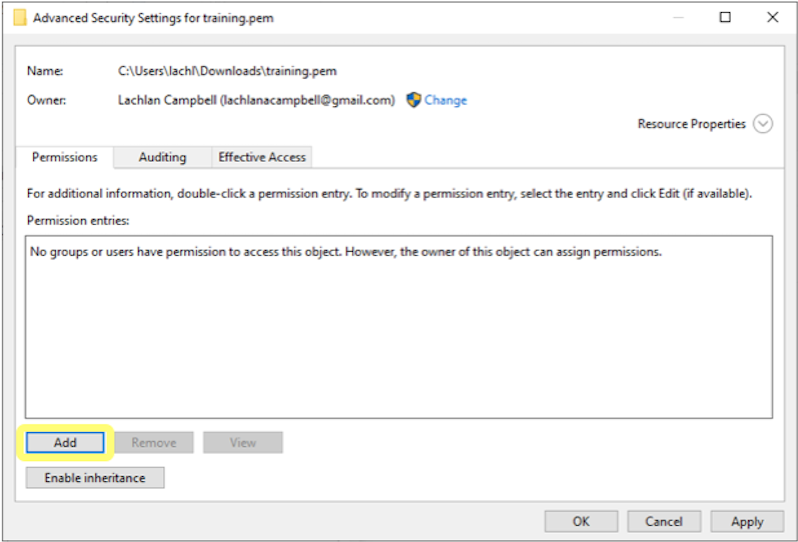 Advanced Security Settings for training.pem
Name: C:\Users\lachl\Downloads\training.pem
Owner: Lachlan Campbell (lachlanacampbell@gmail.com) Change
Resource Properties
Permissions Auditing Effective Access
For additional information, double-click a permission entry. To modify a permission entry, select the entry and click Edit (if available).
Permission entries:
No groups or users have permission to access this object. However, the owner of this object can assign permissions.
Add Remove View
Enable inheritance
OK Cancel Apply